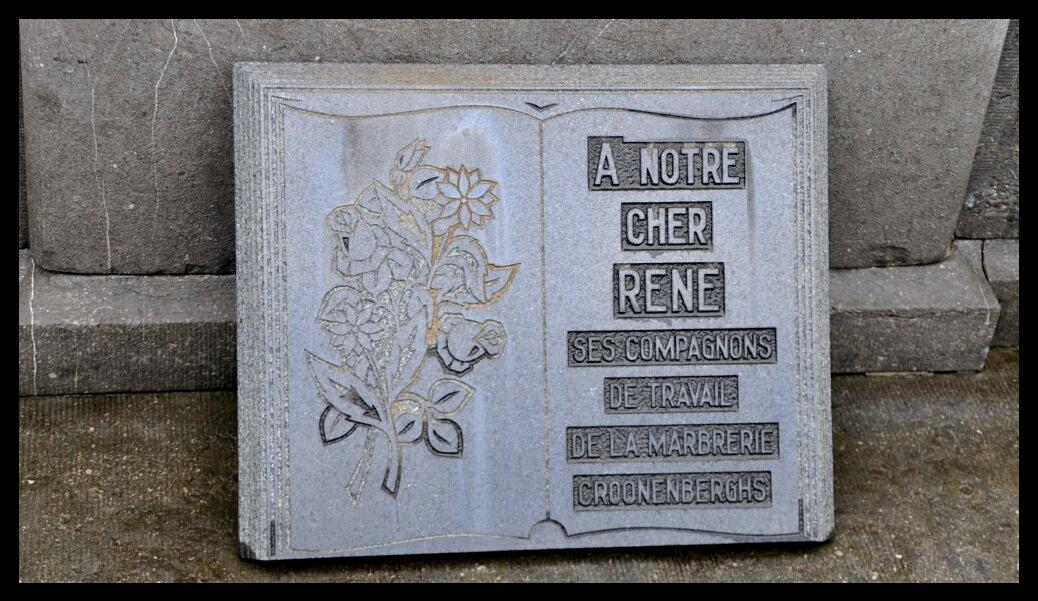 A NOTRE
CHER
RENE
SES COMPAGNONS
DE TRAVAIL
DE LA MARBRERIE
CROONENBERGHS